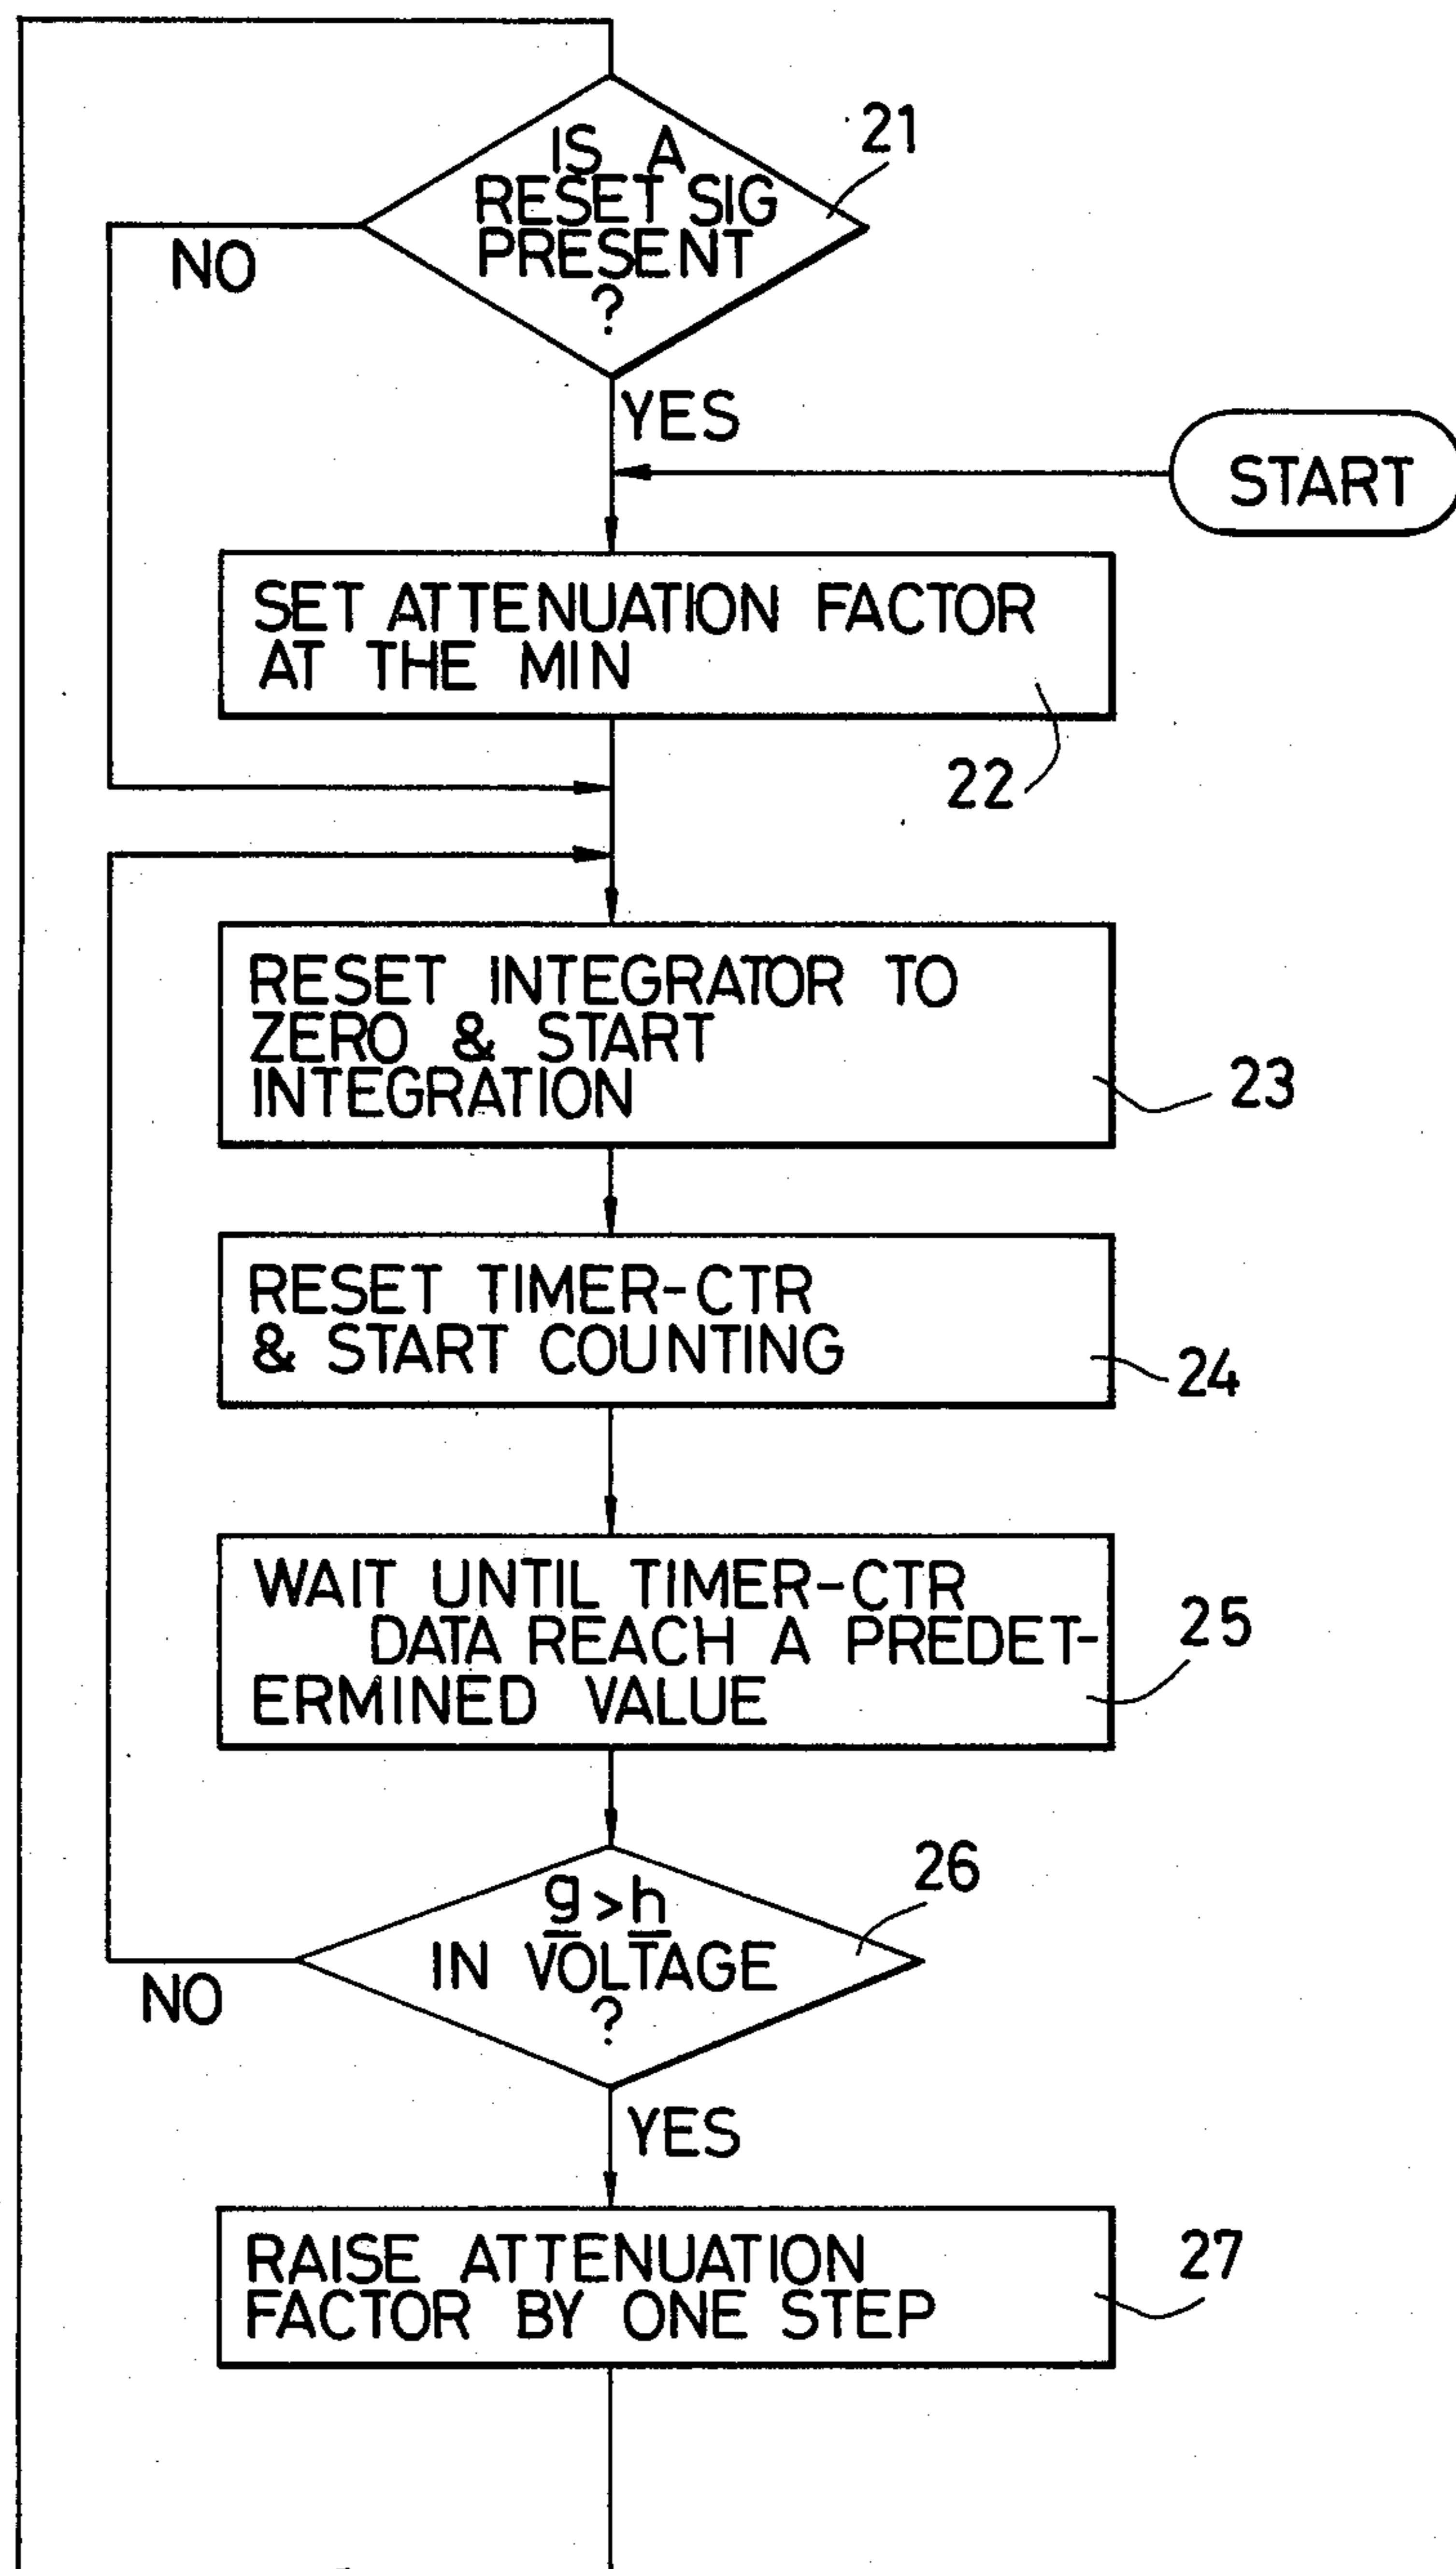 IS A
RESET SIG
PRESENT
?
21
NO
YES
START
SET ATTENUATION FACTOR
AT THE MIN
22
RESET INTEGRATOR TO
ZERO & START
INTEGRATION
23
RESET TIMER-CTR
& START COUNTING
24
WAIT UNTIL TIMER-CTR
DATA REACH A PREDET-
ERMINED VALUE
25
26
g>h
IN VOLTAGE
?
NO
YES
RAISE ATTENUATION
FACTOR BY ONE STEP
27